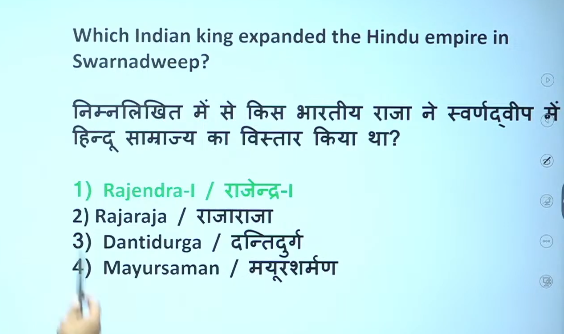 Which Indian king expanded the Hindu empire in
Swarnadweep?
निम्नलिखित में से किस भारतीय राजा ने स्वर्णद्वीप में
हिन्दू साम्राज्य का विस्तार किया था?
1) Rajendra-I / राजेन्द्र-I
2) Rajaraja / राजाराजा
3) Dantidurga / दन्तिदुर्ग
4) Mayursaman / मयूरशर्मण